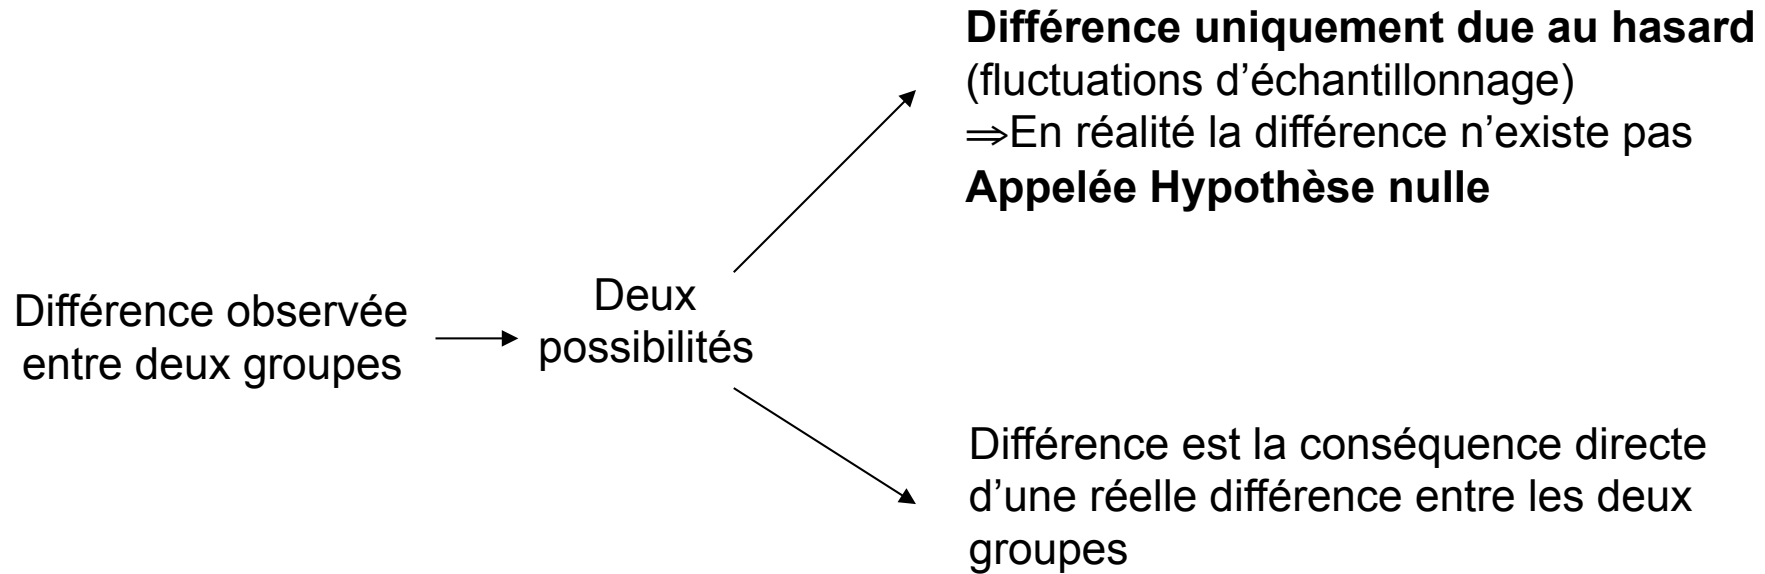 Différence observée
entre deux groupes
Deux
possibilités
Différence uniquement due au hasard
(fluctuations d’échantillonnage)
⇒En réalité la différence n’existe pas
Appelée Hypothèse nulle
Différence est la conséquence directe
d’une réelle différence entre les deux
groupes